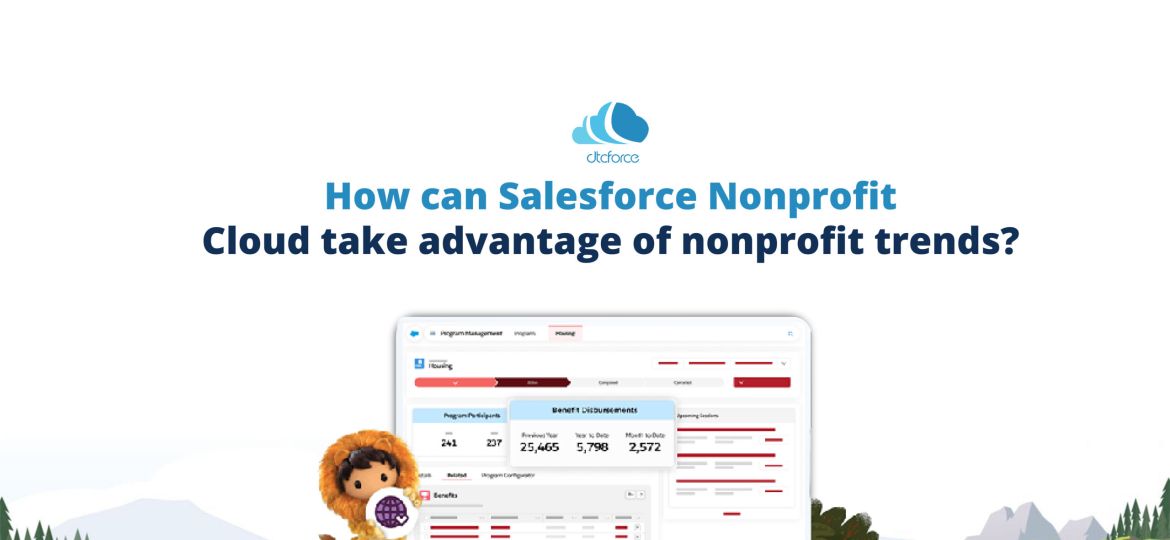 dtcforce
How can Salesforce Nonprofit
Cloud take advantage of nonprofit trends?
Program Management Programs Housing
Housing
Completed Canceled
Program Participants
241 237
Benefit Disbursements
Previous Year Year to Date Month to Date
25,465 5,798 2,572
Upcoming Sessions
Related Program Configurator
Benefits